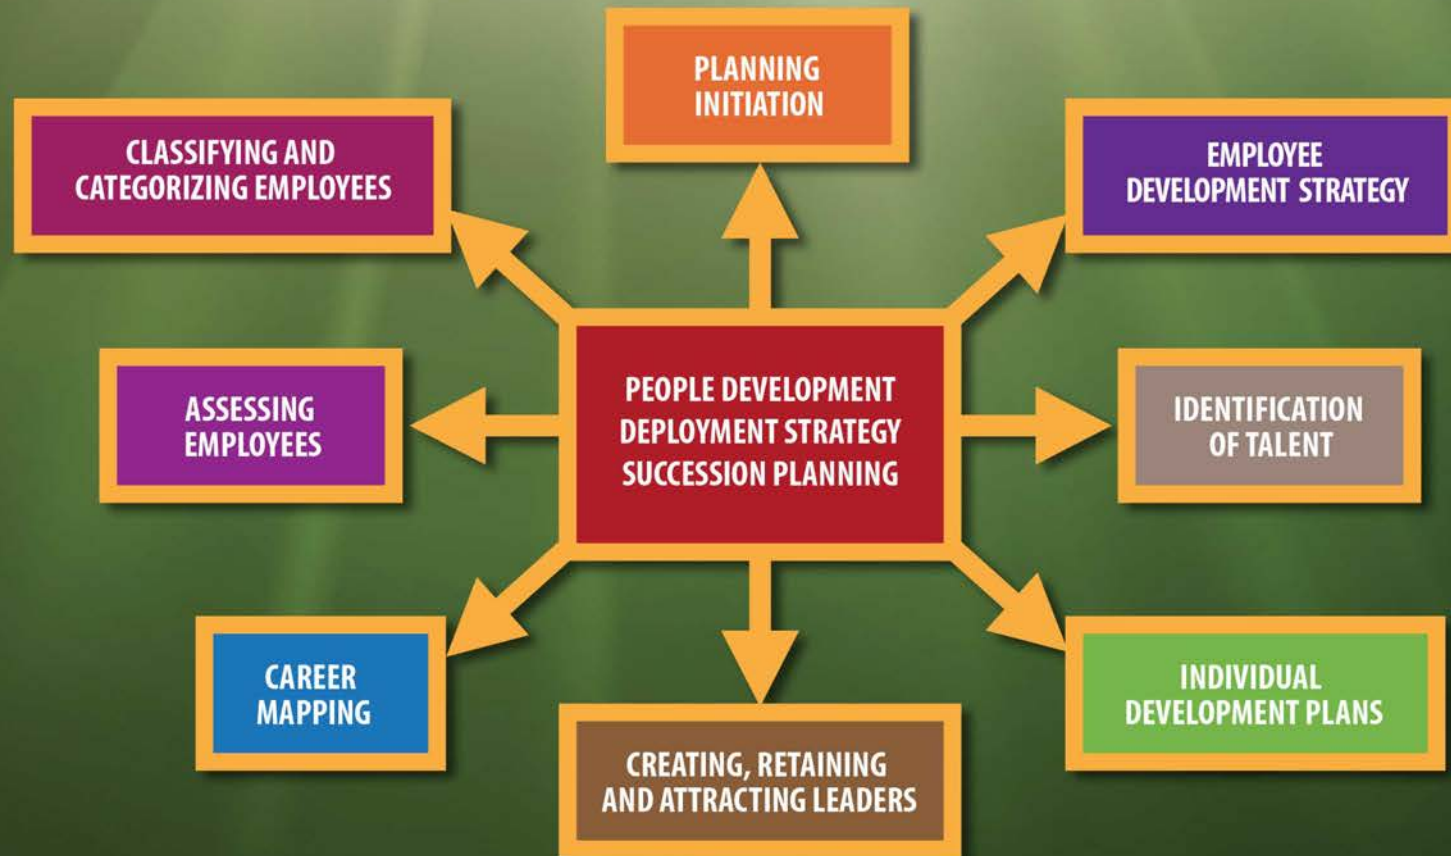 PLANNING
INITIATION
CLASSIFYING AND
CATEGORIZING EMPLOYEES
EMPLOYEE
DEVELOPMENT STRATEGY
ASSESSING
EMPLOYEES
PEOPLE DEVELOPMENT
DEPLOYMENT STRATEGY
SUCCESSION PLANNING
IDENTIFICATION
OF TALENT
CAREER
MAPPING
CREATING, RETAINING
AND ATTRACTING LEADERS
INDIVIDUAL
DEVELOPMENT PLANS